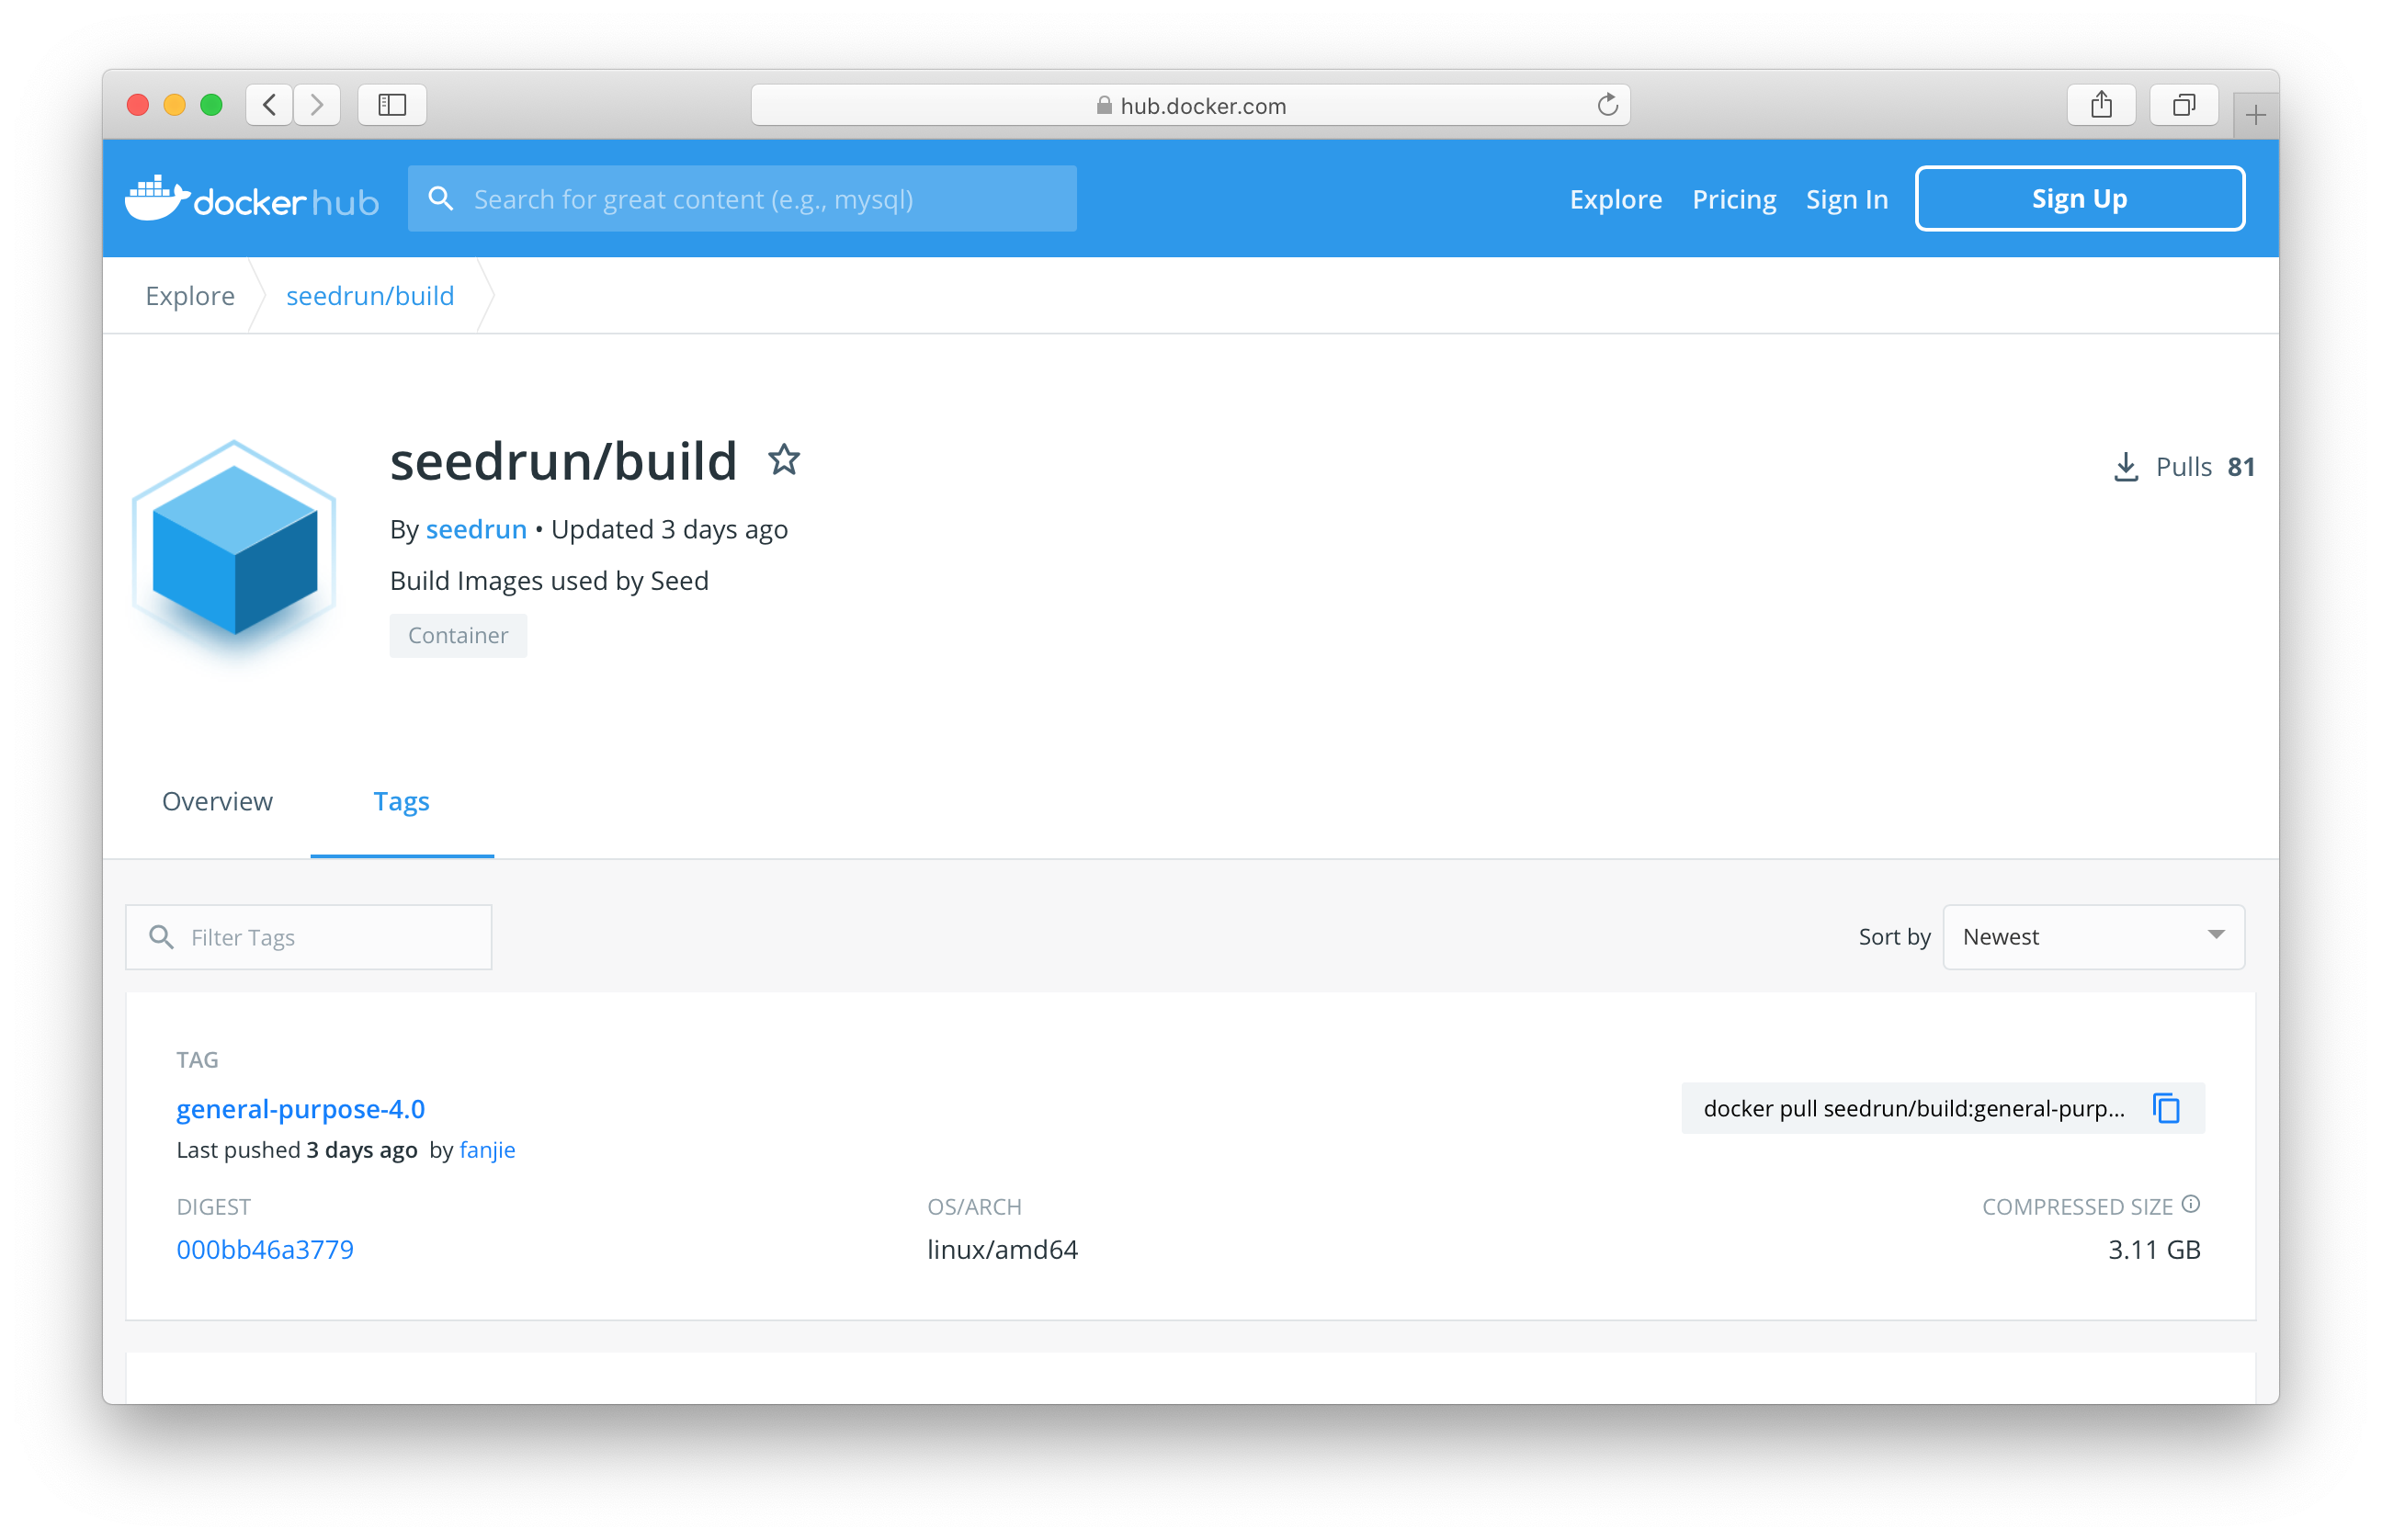 hub.docker.com
docker hub
Search for great content (e.g., mysql)
Explore
Pricing
Sign In
Sign Up
Explore
seedrun/build
seedrun/build
Pulls 81
By seedrun • Updated 3 days ago
Build Images used by Seed
Container
Overview
Tags
Filter Tags
Sort by
Newest
TAG
general-purpose-4.0
docker pull seedrun/build:general-purp...
Last pushed 3 days ago by fanjie
DIGEST
OS/ARCH
COMPRESSED SIZE
000bb46a3779
linux/amd64
3.11 GB